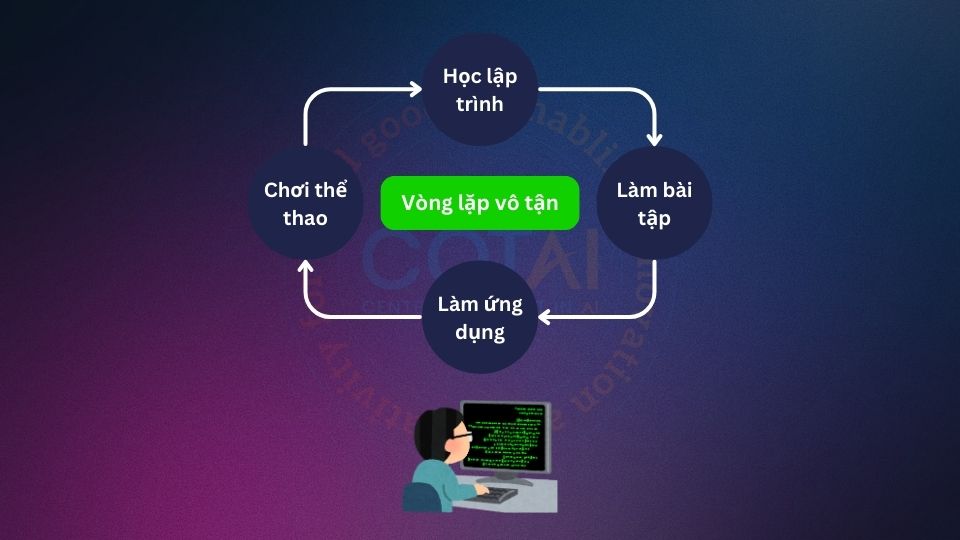 Học lập
trình
Chơi thể
thao
Vòng lặp vô tận
Làm bài
tập
Làm ứng
dụng
COTAI